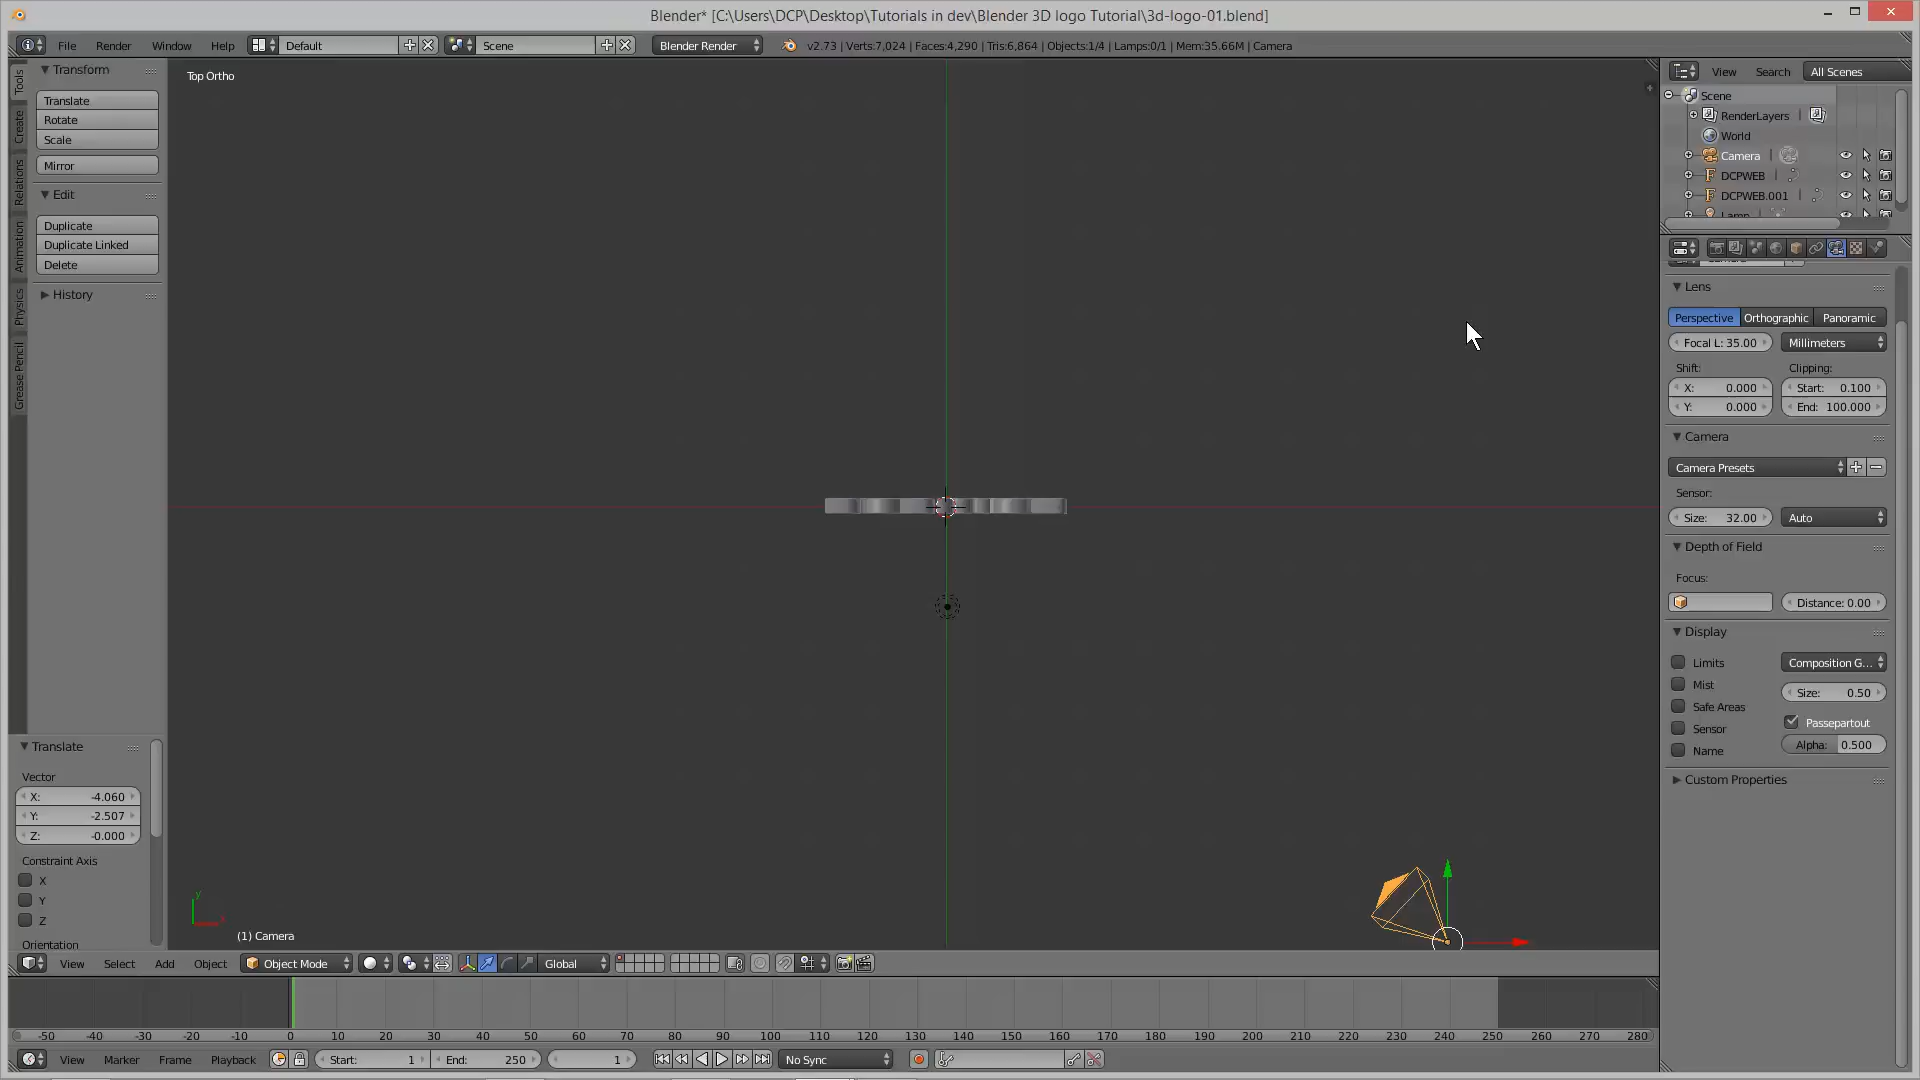 Blender* [C:\Users\DCP\Desktop\Tutorials in dev\Blender 3D logo Tutorial\3d-logo-01.blend]
File Render Window Help Default Scene Blender Render v2.73 | Verts:7,024 | Faces:4,290 | Tris:6,864 | Objects:1/4 | Lamps:0/1 | Mem:35.66M | Camera
Tools
Create
Relations
Animation
Physics
Grease Pencil
Transform
Translate
Rotate
Scale
Mirror
Edit
Duplicate
Duplicate Linked
Delete
History
Translate
Vector
X: -4.060
Y: -2.507
Z: -0.000
Constraint Axis
X
Y
Z
Orientation
Top Ortho
y
x
(1) Camera
View Select Add Object Object Mode Global
-50 -40 -30 -20 -10 0 10 20 30 40 50 60 70 80 90 100 110 120 130 140 150 160 170 180 190 200 210 220 230 240 250 260 270 280
View Marker Frame Playback Start: 1 End: 250 1 No Sync
View Search All Scenes
Scene
RenderLayers
World
Camera
DCPWEB
DCPWEB.001
Lamp
Lens
Perspective Orthographic Panoramic
Focal L: 35.00 Millimeters
Shift: Clipping:
X: 0.000 Start: 0.100
Y: 0.000 End: 100.000
Camera
Camera Presets
Sensor:
Size: 32.00 Auto
Depth of Field
Focus:
Distance: 0.00
Display
Limits Composition G...
Mist Size: 0.50
Safe Areas
Sensor Passepartout
Name Alpha: 0.500
Custom Properties